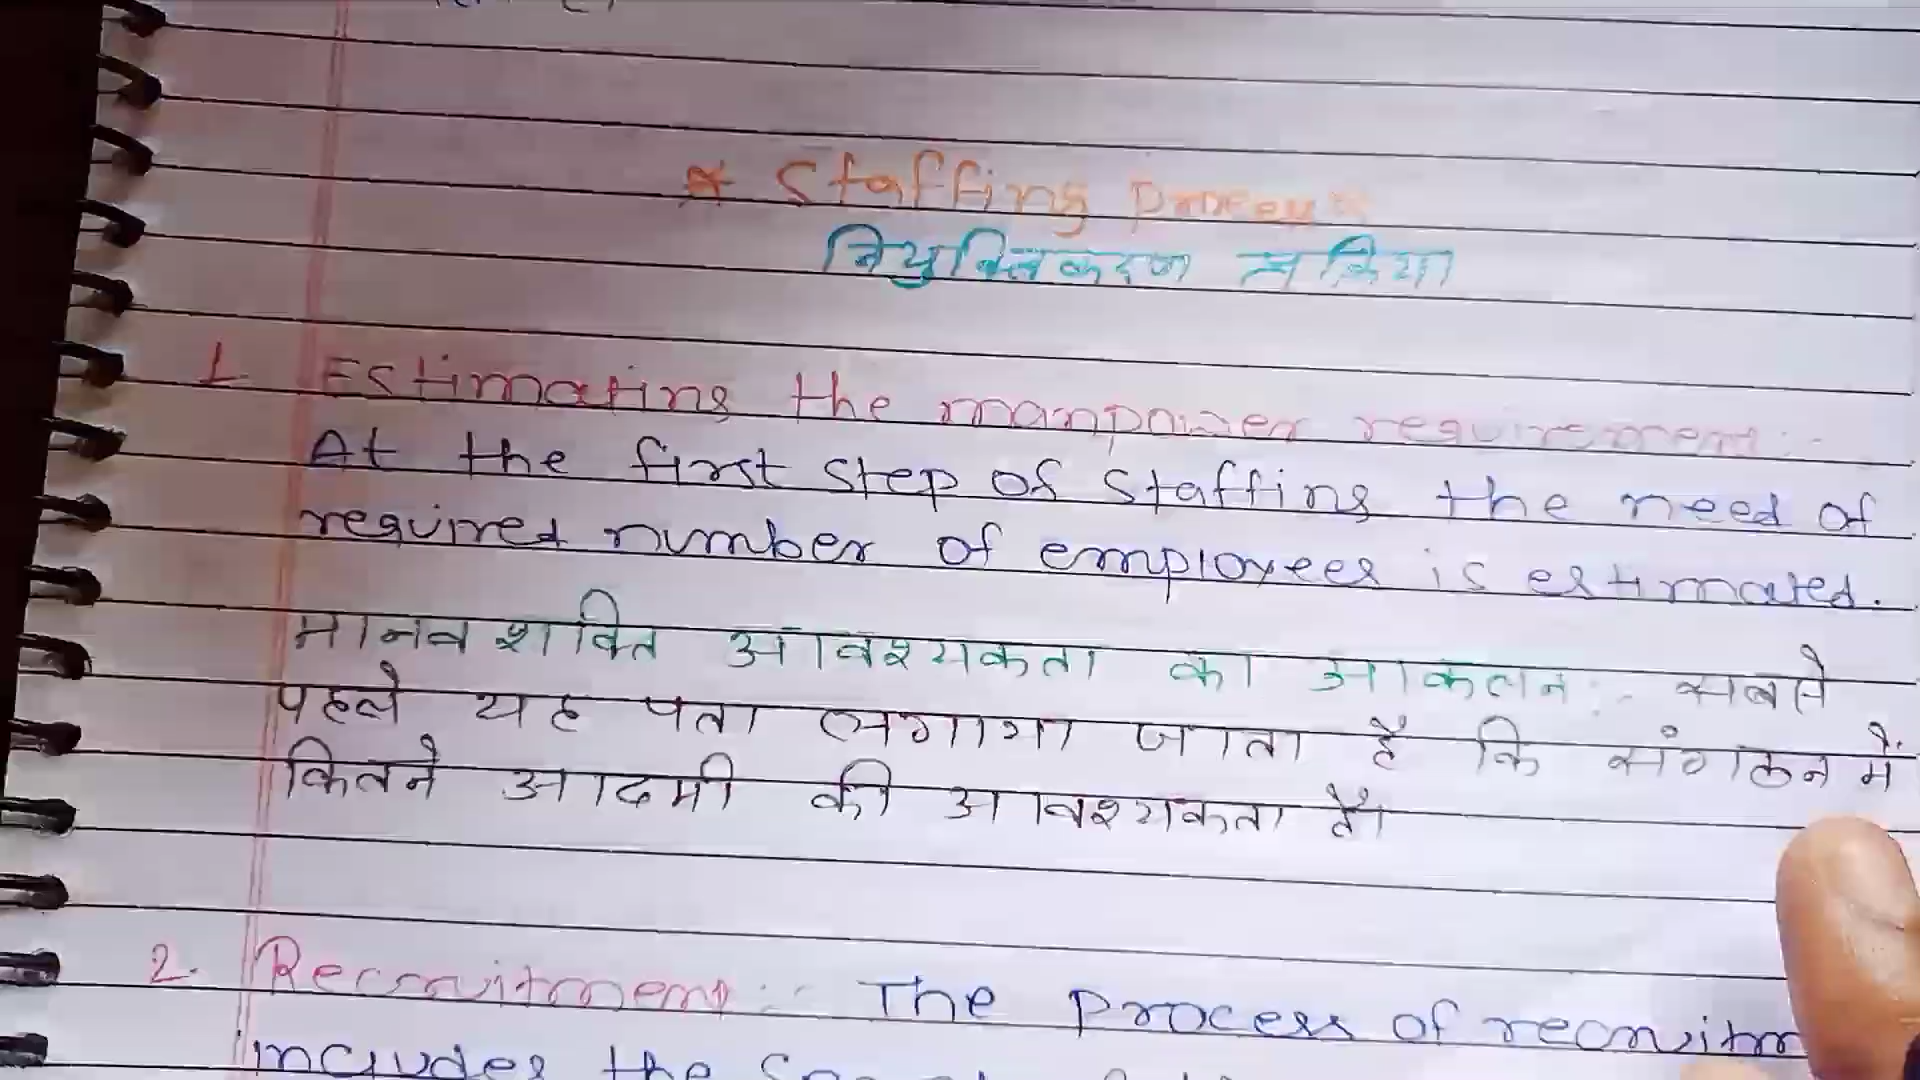 * Staffing process
नियुक्तिकरण प्रक्रिया
1. Estimating the manpower requirement:-
At the first step of staffing the need of
required number of employees is estimated.
मानव शक्ति आवश्यकता का आकलन:- सबसे
पहले यह पता लगाया जाता है कि संगठन में
कितने आदमी की आवश्यकता है।
2. Recruitment:- The process of recruitm
includes the